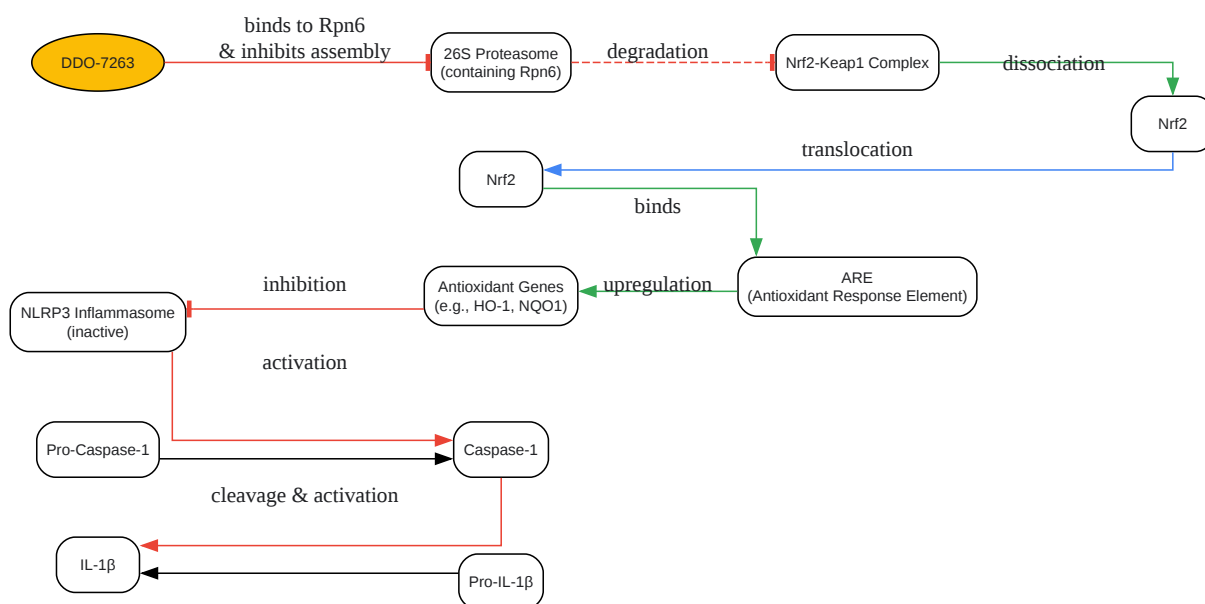 binds to Rpn6
& inhibits assembly
DDO-7263
26S Proteasome
(containing Rpn6)
degradation
Nrf2-Keap1 Complex
dissociation
Nrf2
translocation
Nrf2
binds
ARE
(Antioxidant Response Element)
upregulation
Antioxidant Genes
(e.g., HO-1, NQO1)
inhibition
NLRP3 Inflammasome
(inactive)
activation
Pro-Caspase-1
Caspase-1
cleavage & activation
IL-1β
Pro-IL-1β